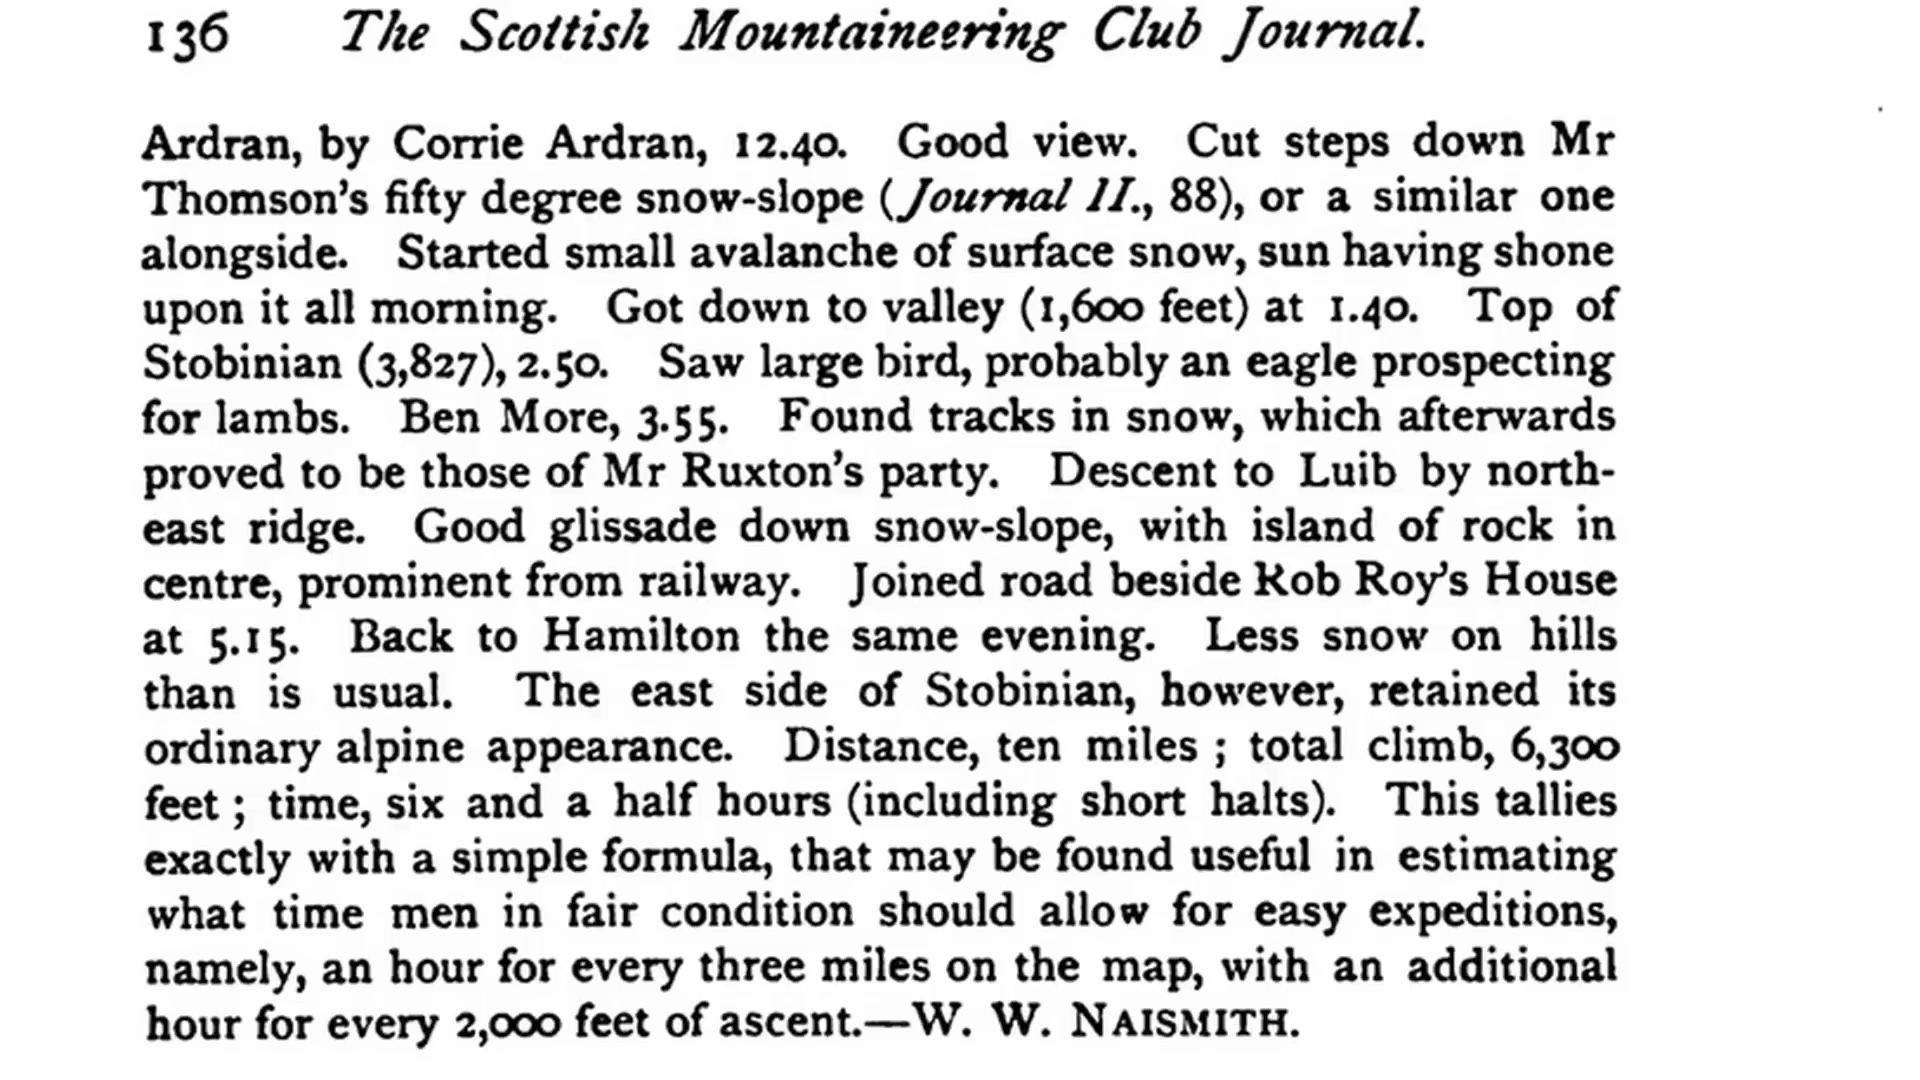 136 The Scottish Mountaineering Club Journal.
Ardran, by Corrie Ardran, 12.40. Good view. Cut steps down Mr
Thomson's fifty degree snow-slope (Journal II., 88), or a similar one
alongside. Started small avalanche of surface snow, sun having shone
upon it all morning. Got down to valley (1,600 feet) at 1.40. Top of
Stobinian (3,827), 2.50. Saw large bird, probably an eagle prospecting
for lambs. Ben More, 3.55. Found tracks in snow, which afterwards
proved to be those of Mr Ruxton's party. Descent to Luib by north-
east ridge. Good glissade down snow-slope, with island of rock in
centre, prominent from railway. Joined road beside Rob Roy's House
at 5.15. Back to Hamilton the same evening. Less snow on hills
than is usual. The east side of Stobinian, however, retained its
ordinary alpine appearance. Distance, ten miles ; total climb, 6,300
feet ; time, six and a half hours (including short halts). This tallies
exactly with a simple formula, that may be found useful in estimating
what time men in fair condition should allow for easy expeditions,
namely, an hour for every three miles on the map, with an additional
hour for every 2,000 feet of ascent.—W. W. NAISMITH.